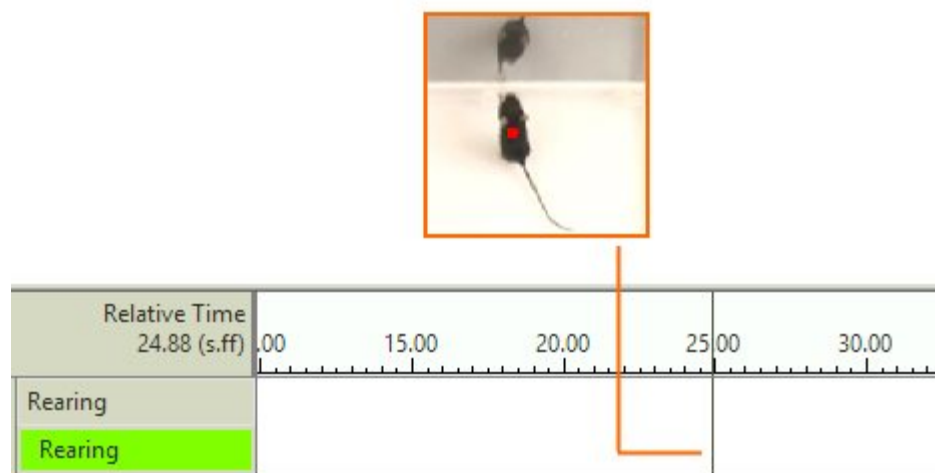 Relative Time
24.88 (s.ff)
.00 15.00 20.00 25.00 30.00
Rearing
Rearing